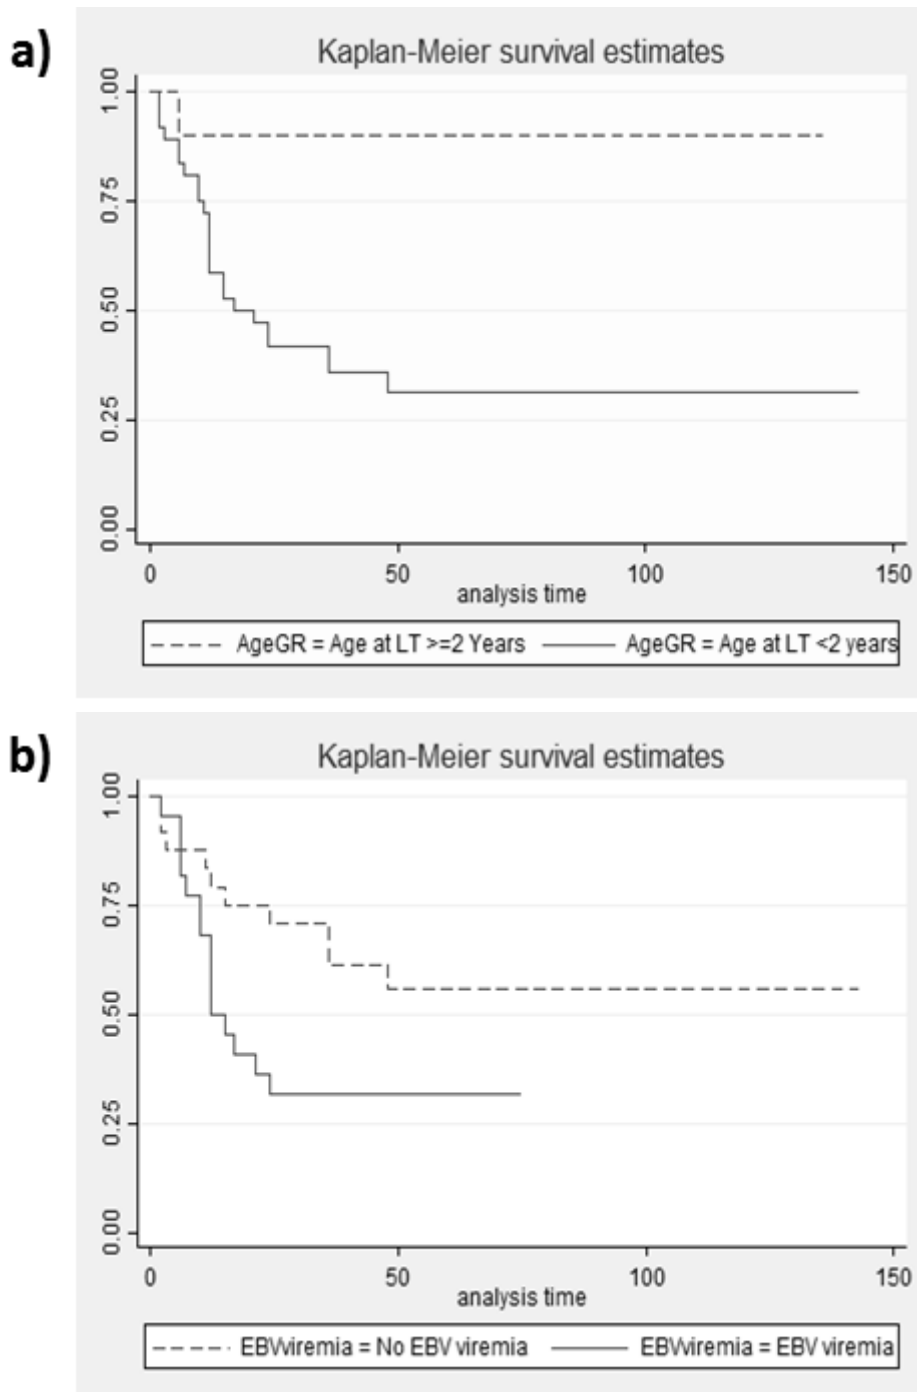 a)
Kaplan-Meier survival estimates
1.00
0.75
0.50
0.25
0.00
0 50 100 150
analysis time
AgeGR = Age at LT >=2 Years AgeGR = Age at LT <2 years
b)
Kaplan-Meier survival estimates
1.00
0.75
0.50
0.25
0.00
0 50 100 150
analysis time
EBVviremia = No EBV viremia EBVviremia = EBV viremia